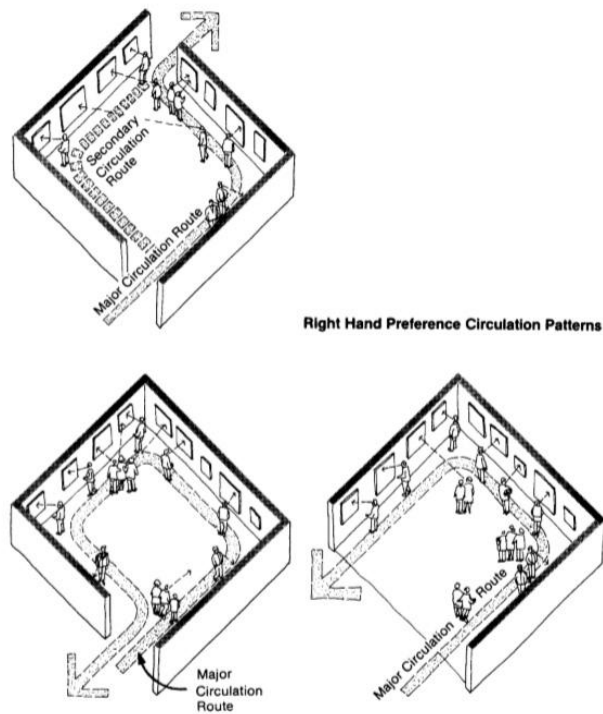 Secondary
Circulation
Route
Major Circulation Route
Right Hand Preference Circulation Patterns
Major
Circulation
Route
Major Circulation Route